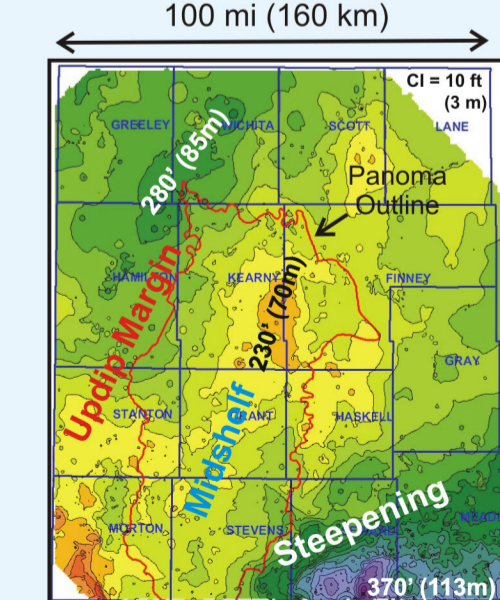 100 mi (160 km)
CI = 10 ft
(3 m)
GREELEY
WICHITA
SCOTT
LANE
280' (85m)
Panoma
Outline
HAMILTON
KEARNY
FINNEY
230' (70m)
Updip Margin
GRAY
STANTON
GRANT
HASKELL
Midshelf
MORTON
STEVENS
Steepening
370' (113m)